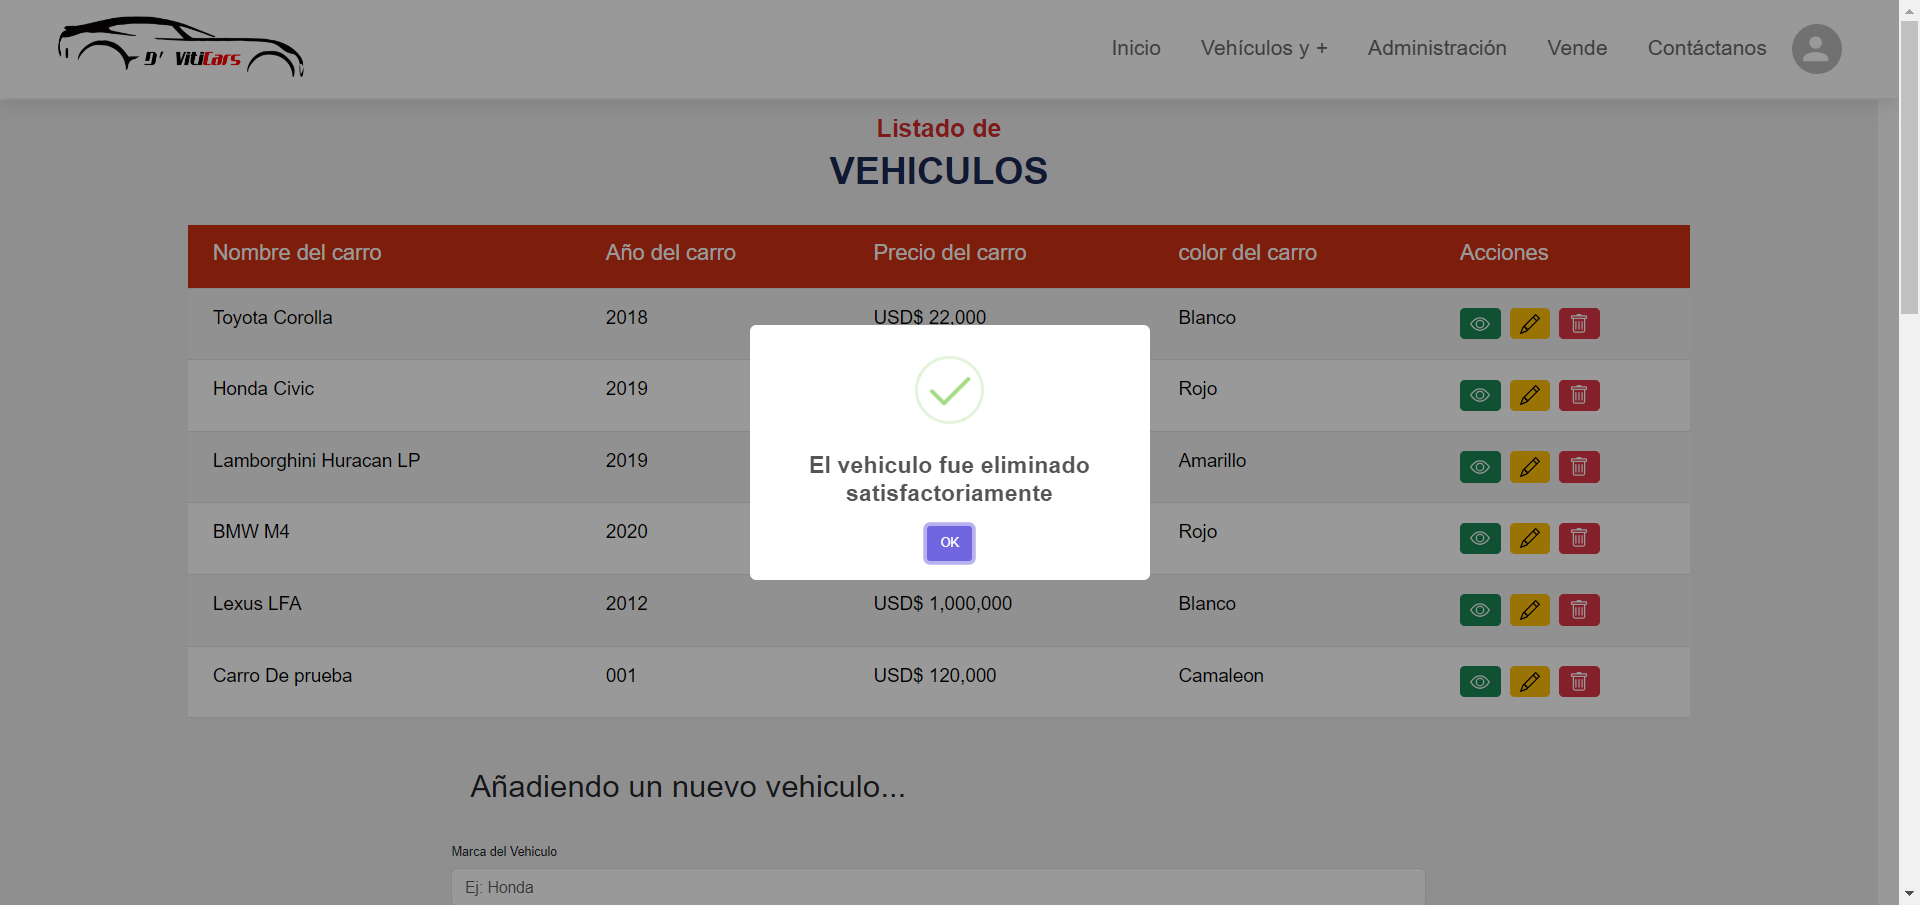 D' VitiCars
Inicio Vehículos y + Administración Vende Contáctanos
Listado de
VEHICULOS
Nombre del carro Año del carro Precio del carro color del carro Acciones
Toyota Corolla 2018 USD$ 22,000 Blanco
Honda Civic 2019 Rojo
Lamborghini Huracan LP 2019 Amarillo
BMW M4 2020 Rojo
Lexus LFA 2012 USD$ 1,000,000 Blanco
Carro De prueba 001 USD$ 120,000 Camaleon
El vehiculo fue eliminado
satisfactoriamente
OK
Añadiendo un nuevo vehiculo...
Marca del Vehiculo
Ej: Honda